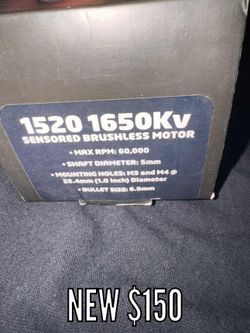 1520 1650Kv
SENSORED BRUSHLESS MOTOR
• MAX RPM: 60,000
• SHAFT DIAMETER: 5mm
• MOUNTING HOLES: M3 and M4 @
25.4mm (1.0 inch) Diameter
• BULLET SIZE: 6.5mm
NEW $150